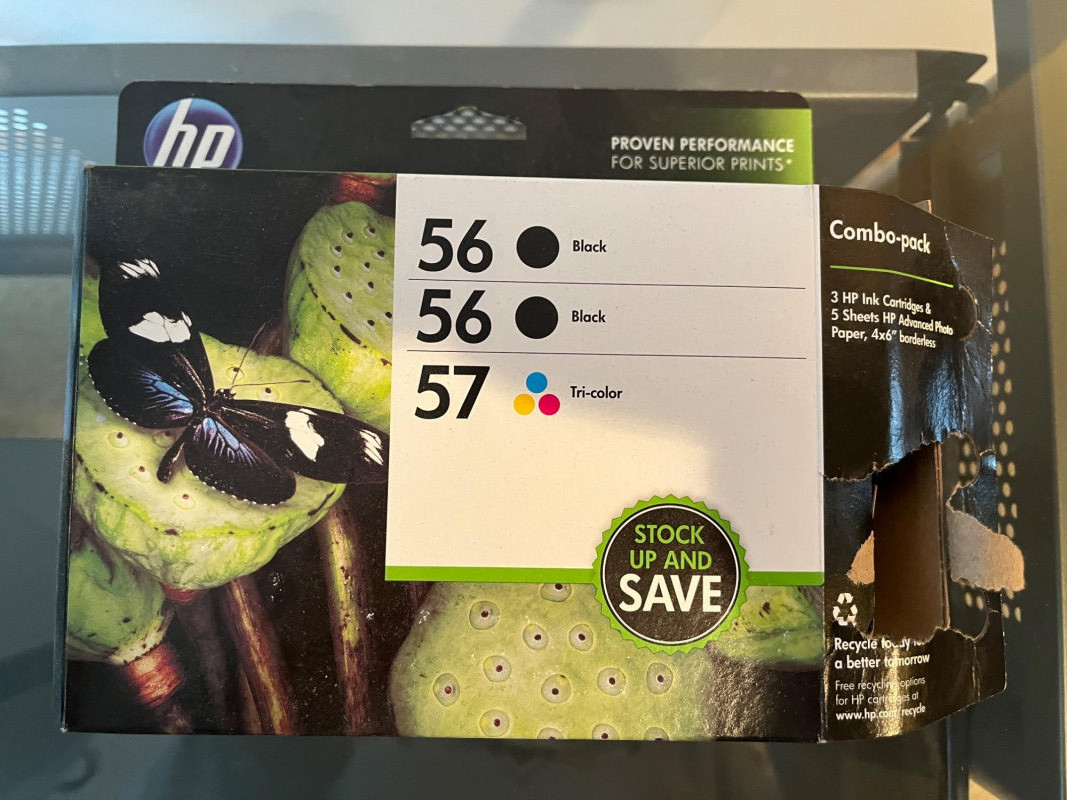 hp
PROVEN PERFORMANCE
FOR SUPERIOR PRINTS*
56 Black
56 Black
57 Tri-color
STOCK
UP AND
SAVE
Combo-pack
3 HP Ink Cartridges &
5 Sheets HP Advanced Photo
Paper, 4x6" borderless
Recycle
a better tomorrow
Free recycling options
for HP at
www.hp.com/recycle